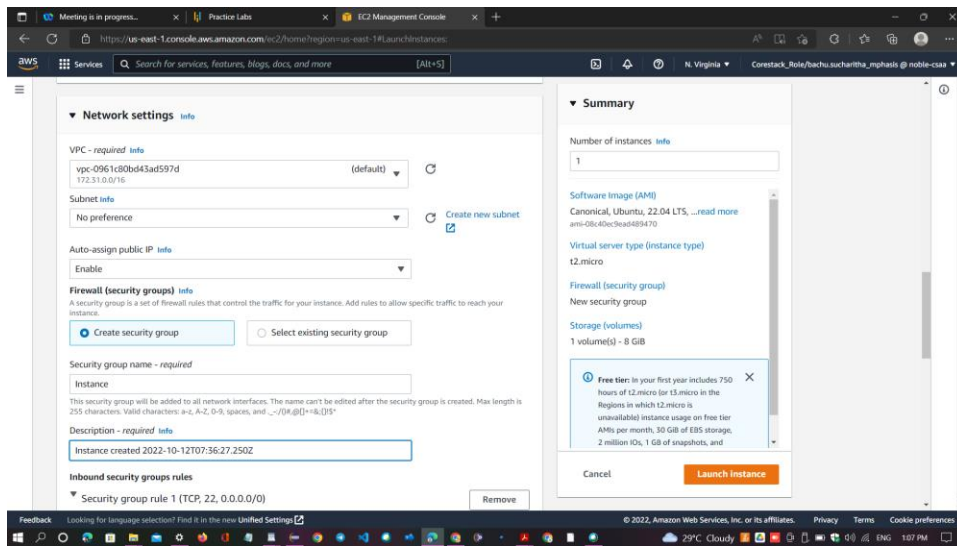 Meeting is in progress...
Practice Labs
EC2 Management Console
https://us-east-1.console.aws.amazon.com/ec2/home?region=us-east-1#LaunchInstances:
aws
Services
Search for services, features, blogs, docs, and more
[Alt+S]
N. Virginia
Corestack_Role/bachu.sucharitha_mphasis @ noble-csaa
Network settings Info
VPC - required Info
vpc-0961c80bd43ad597d
(default)
172.31.0.0/16
Subnet Info
No preference
Create new subnet
Auto-assign public IP Info
Enable
Firewall (security groups) Info
A security group is a set of firewall rules that control the traffic for your instance. Add rules to allow specific traffic to reach your
instance.
Create security group
Select existing security group
Security group name - required
Instance
This security group will be added to all network interfaces. The name can't be edited after the security group is created. Max length is
255 characters. Valid characters: a-z, A-Z, 0-9, spaces, and
Description - required Info
Instance created 2022-10-12T07:36:27.250Z
Inbound security groups rules
Security group rule 1 (TCP, 22, 0.0.0.0/0)
Remove
Summary
Number of instances Info
1
Software Image (AMI)
Canonical, Ubuntu, 22.04 LTS, ...read more
ami-08c40ec9ead489470
Virtual server type (instance type)
t2.micro
Firewall (security group)
New security group
Storage (volumes)
1 volume(s) - 8 GiB
Free tier: In your first year includes 750
hours of t2.micro (or t3.micro in the
Regions in which t2.micro is
unavailable) instance usage on free tier
AMIs per month, 30 GiB of EBS storage,
2 million IOs, 1 GB of snapshots, and
Cancel
Launch instance
Feedback
Looking for language selection? Find it in the new Unified Settings
© 2022, Amazon Web Services, Inc. or its affiliates.
Privacy
Terms
Cookie preferences
29°C Cloudy
ENG
1:07 PM